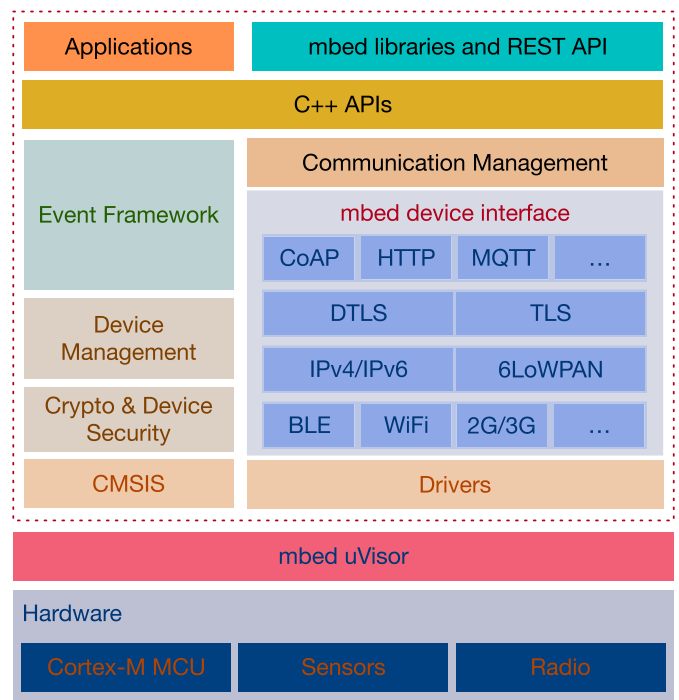 Applications
mbed libraries and REST API
C++ APIs
Event Framework
Communication Management
mbed device interface
CoAP
HTTP
MQTT
…
DTLS
TLS
Device
Management
IPv4/IPv6
6LoWPAN
Crypto & Device
Security
BLE
WiFi
2G/3G
…
CMSIS
Drivers
mbed uVisor
Hardware
Cortex-M MCU
Sensors
Radio